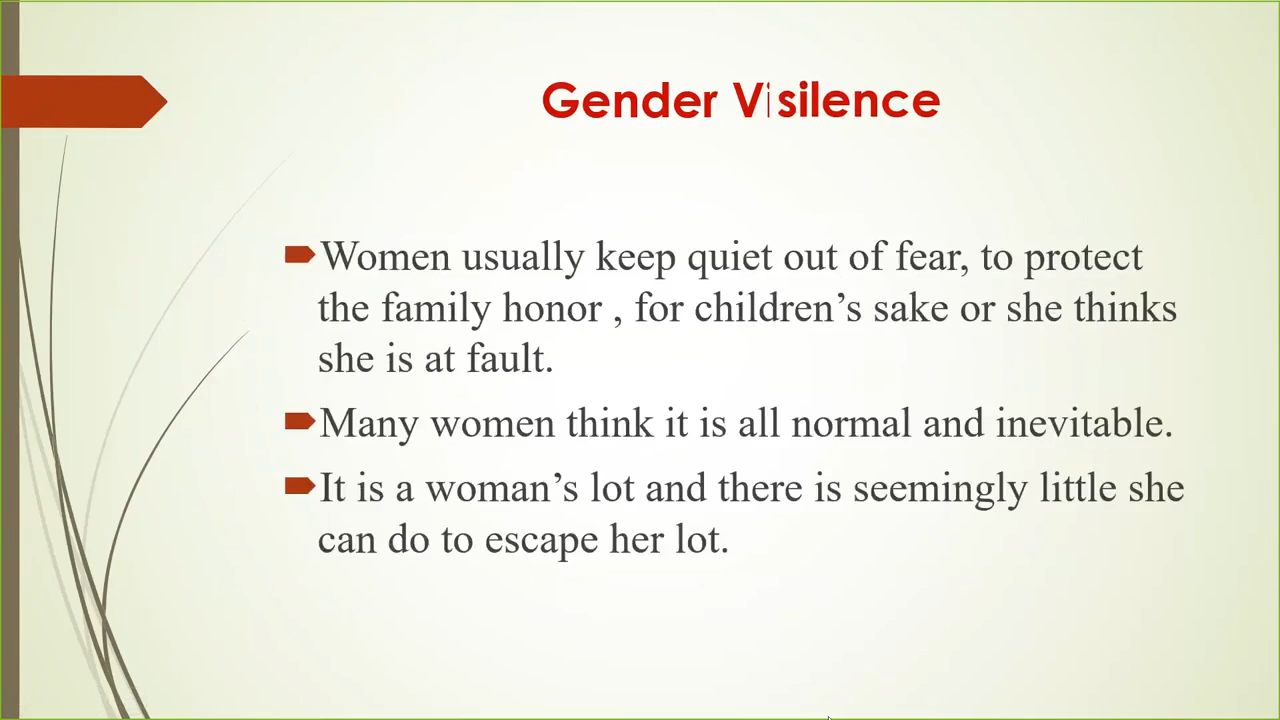 Gender Visilence
Women usually keep quiet out of fear, to protect
the family honor , for children’s sake or she thinks
she is at fault.
Many women think it is all normal and inevitable.
It is a woman’s lot and there is seemingly little she
can do to escape her lot.